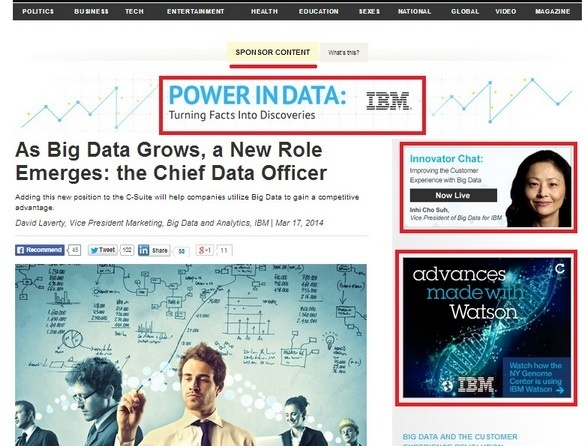 POLITICS BUSINESS TECH ENTERTAINMENT HEALTH EDUCATION SEXES NATIONAL GLOBAL VIDEO MAGAZINE
SPONSOR CONTENT What's this?
POWER IN DATA: IBM
Turning Facts Into Discoveries
As Big Data Grows, a New Role
Emerges: the Chief Data Officer
Adding this new position to the C-Suite will help companies utilize Big Data to gain a competitive
advantage.
David Laverty, Vice President Marketing, Big Data and Analytics, IBM | Mar 17, 2014
Recommend 45 Tweet 102 in Share 58 +1 11
Innovator Chat:
Improving the Customer
Experience with Big Data
Now Live
Inhi Cho Suh,
Vice President of Big Data for IBM
advances
made with
Watson
IBM
Watch how the
NY Genome
Center is using
IBM Watson
BIG DATA AND THE CUSTOMER
EXPERIENCE REVOLUTION